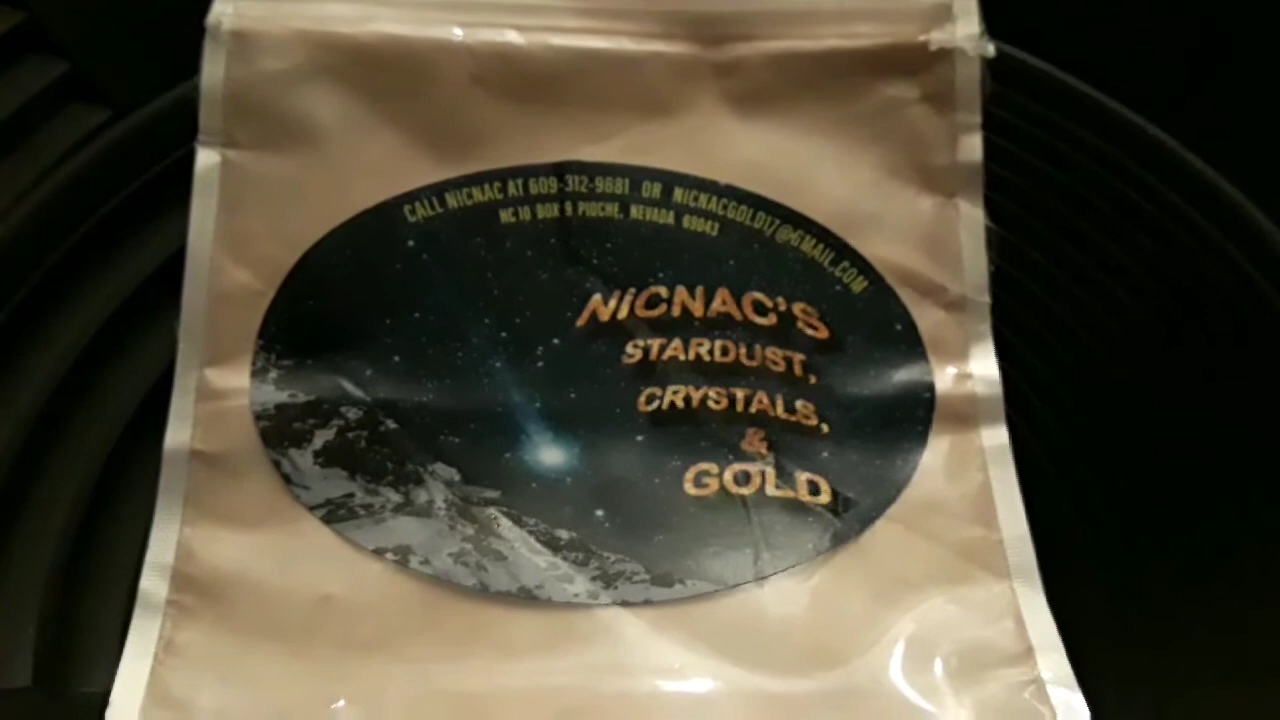 CALL NiCNAC AT 609-312-9681 OR NICNACGOLD17@GMAIL.COM
HC 10 BOX 9 PIOCHE, NEVADA 89043
NiCNAC'S
STARDUST,
CRYSTALS,
&
GOLD